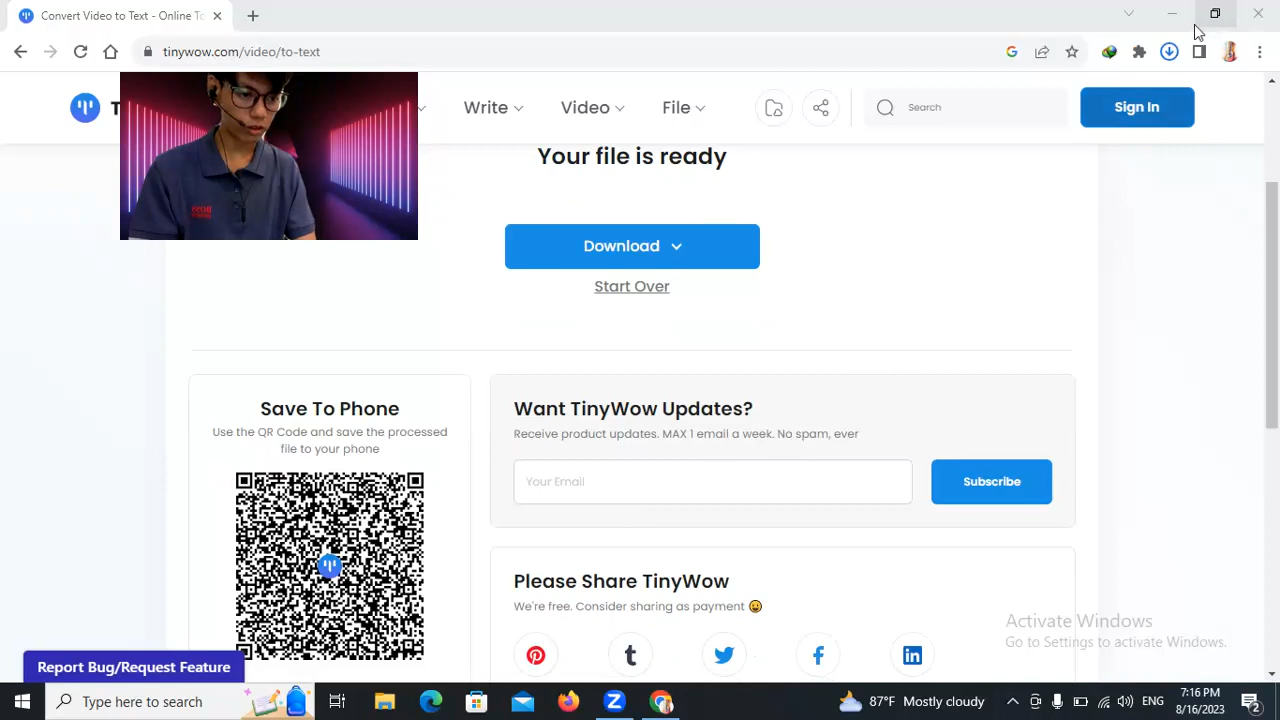 Convert Video to Text - Online To
tinywow.com/video/to-text
T
Write
Video
File
Search
Sign In
Your file is ready
Download
Start Over
Save To Phone
Use the QR Code and save the processed
file to your phone
Want TinyWow Updates?
Receive product updates. MAX 1 email a week. No spam, ever
Your Email
Subscribe
Please Share TinyWow
We're free. Consider sharing as payment 😀
Activate Windows
Go to Settings to activate Windows.
Report Bug/Request Feature
Type here to search
87°F Mostly cloudy
ENG
7:16 PM
8/16/2023
2